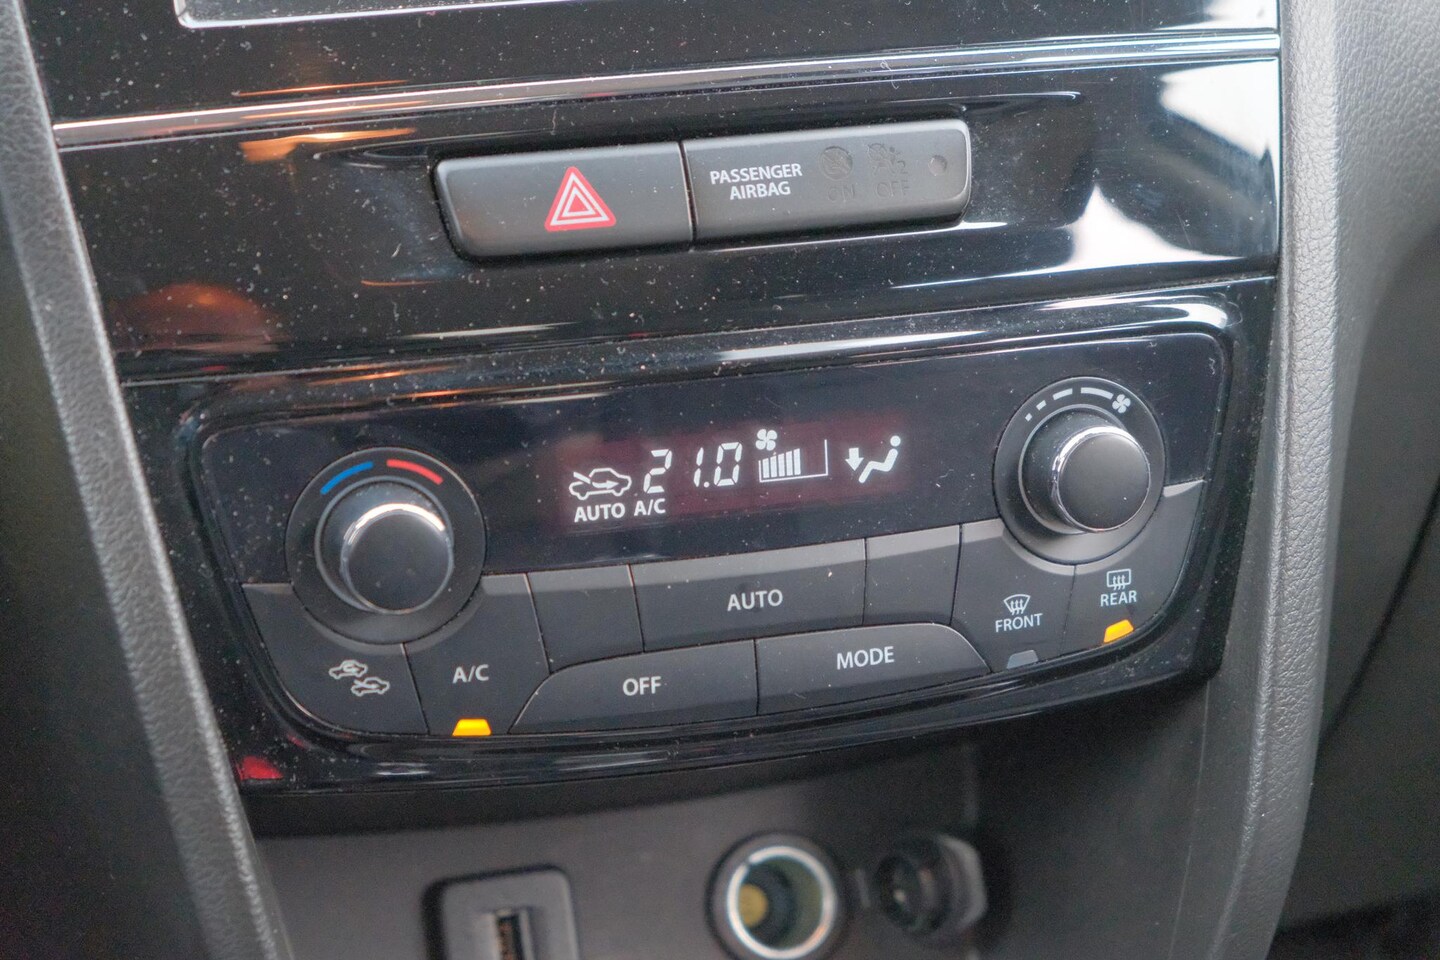 PASSENGER
AIRBAG
ON OFF
21.0
AUTO A/C
AUTO
A/C
OFF
MODE
FRONT
REAR